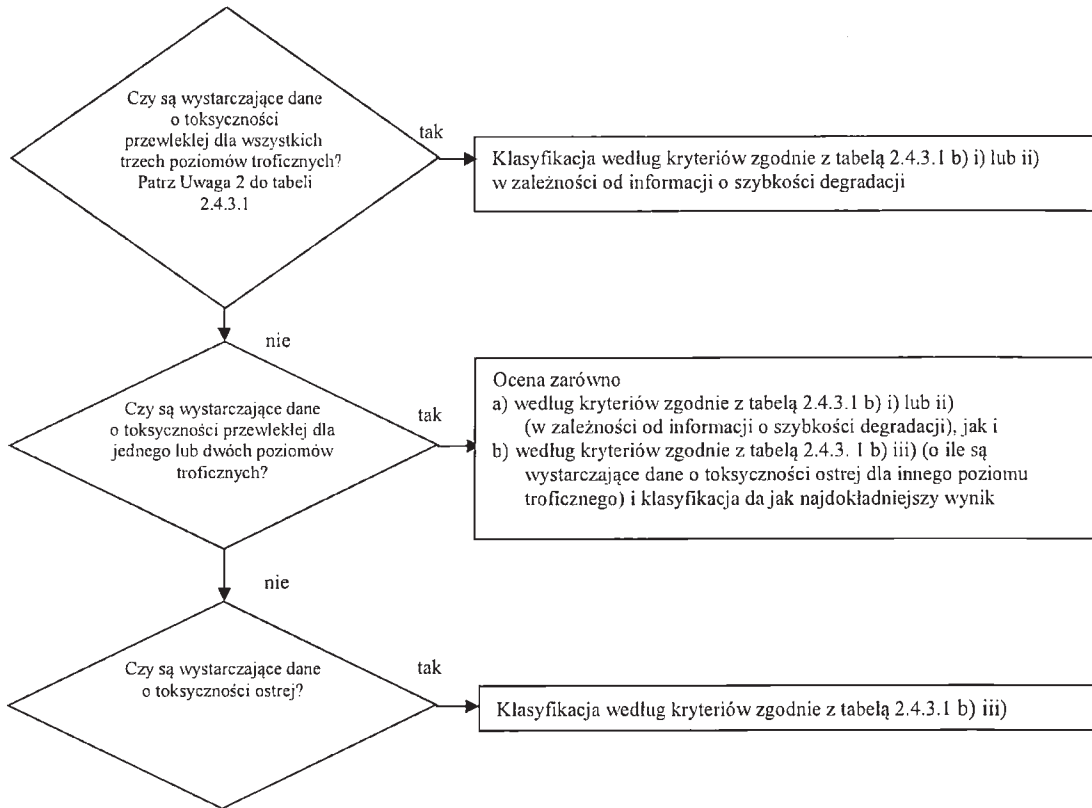 Czy są wystarczające dane
o toksyczności
przewlekłej dla wszystkich
trzech poziomów troficznych?
Patrz Uwaga 2 do tabeli
2.4.3.1
tak
Klasyfikacja według kryteriów zgodnie z tabelą 2.4.3.1 b) i) lub ii)
w zależności od informacji o szybkości degradacji
nie
Czy są wystarczające dane
o toksyczności przewlekłej dla
jednego lub dwóch poziomów
troficznych?
tak
Ocena zarówno
a) według kryteriów zgodnie z tabelą 2.4.3.1 b) i) lub ii)
(w zależności od informacji o szybkości degradacji), jak i
b) według kryteriów zgodnie z tabelą 2.4.3. 1 b) iii) (o ile są
wystarczające dane o toksyczności ostrej dla innego poziomu
troficznego) i klasyfikacja da jak najdokładniejszy wynik
nie
Czy są wystarczające dane
o toksyczności ostrej?
tak
Klasyfikacja według kryteriów zgodnie z tabelą 2.4.3.1 b) iii)